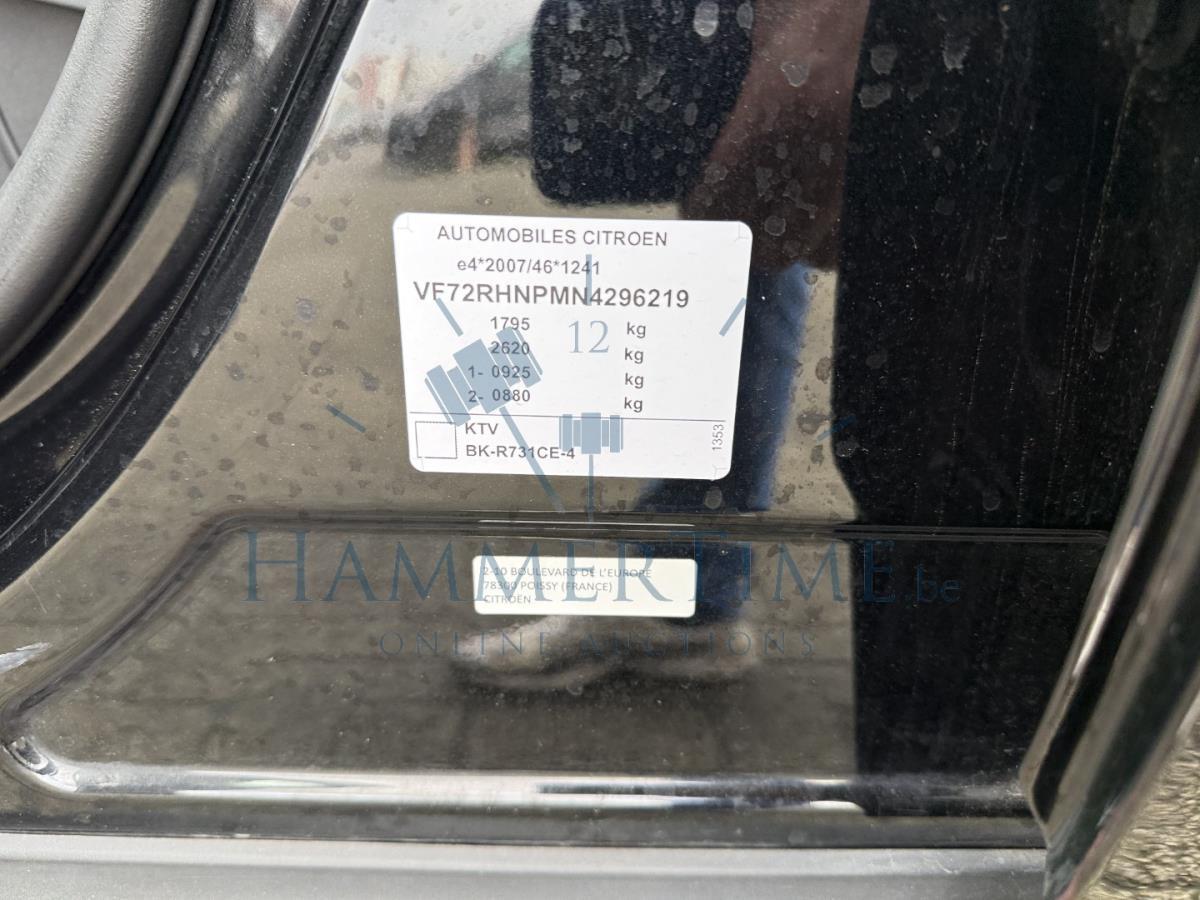 AUTOMOBILES CITROEN
e4*2007/46*1241
VF72RHNPMN4296219
1795 kg
2620 kg
1- 0925 kg
2- 0880 kg
12
KTV
BK-R731CE-4
1353
2-10 BOULEVARD DE L'EUROPE
78300 POISSY (FRANCE)
CITROËN
HAMMERTIME.be
ONLINE AUCTIONS